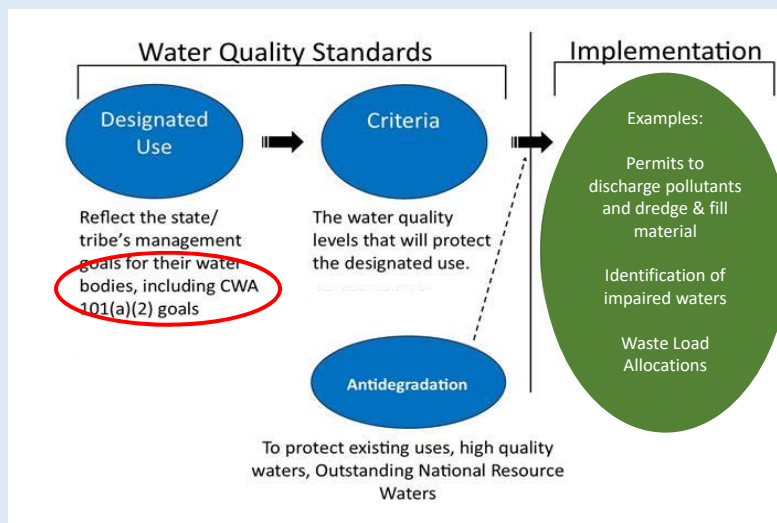 Water Quality Standards
Implementation
Designated
Use
Criteria
Reflect the state/
tribe's management
goals for their water
bodies, including CWA
101(a)(2) goals
The water quality
levels that will protect
the designated use.
Antidegradation
To protect existing uses, high quality
waters, Outstanding National Resource
Waters
Examples:
Permits to
discharge pollutants
and dredge & fill
material
Identification of
impaired waters
Waste Load
Allocations